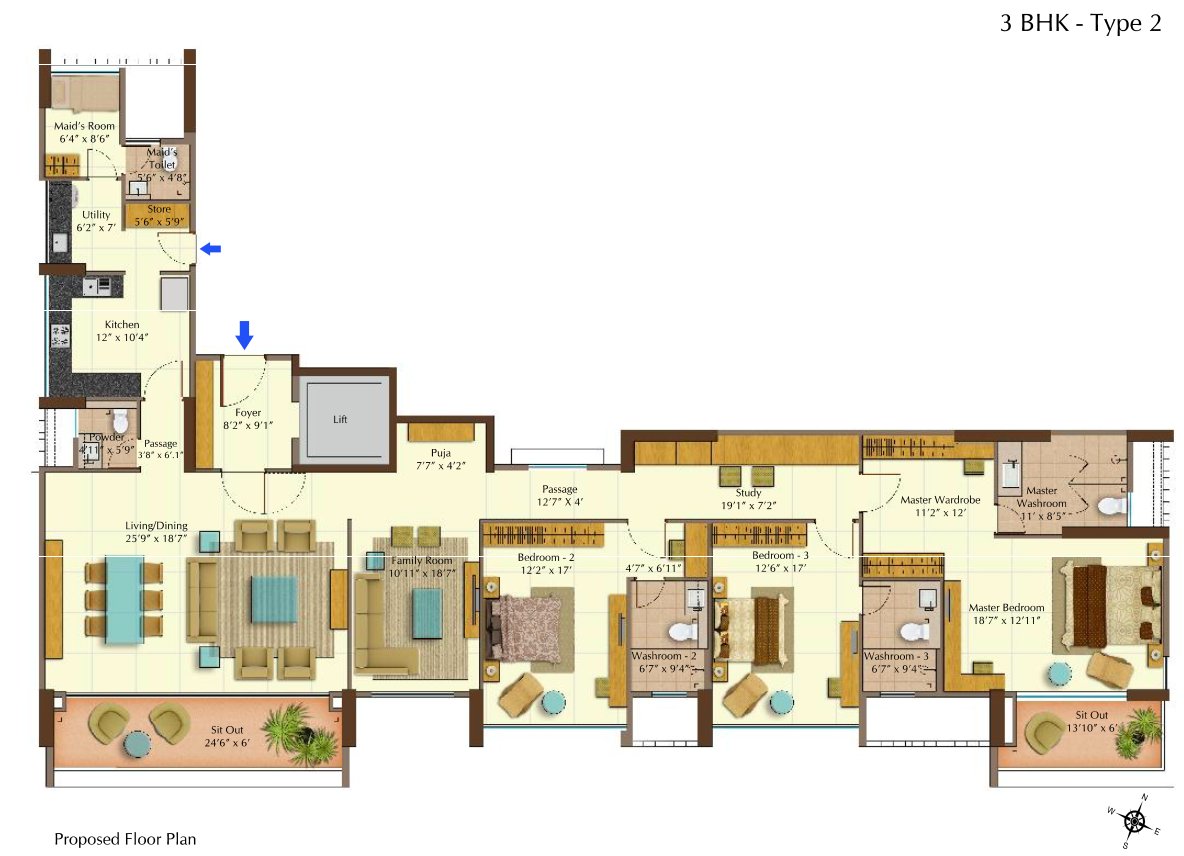 3 BHK - Type 2
Maid's Room
6'4" x 8'6"
Maid's
Toilet
5'6" x 4'8"
Store
5'6" x 5'9"
Utility
6'2" x 7'
Kitchen
12" x 10'4"
Foyer
8'2" x 9'1"
Lift
Powder
4'11" x 5'9"
Passage
3'8" x 6'.1"
Puja
7'7" x 4'2"
Passage
12'7" X 4'
Study
19'1" x 7'2"
Master Wardrobe
11'2" x 12'
Master
Washroom
11' x 8'5"
Living/Dining
25'9" x 18'7"
Family Room
10'11" x 18'7"
Bedroom - 2
12'2" x 17'
4'7" x 6'11"
Bedroom - 3
12'6" x 17'
Master Bedroom
18'7" x 12'11"
Washroom - 2
6'7" x 9'4"
Washroom - 3
6'7" x 9'4"
Sit Out
24'6" x 6'
Sit Out
13'10" x 6'
N
W
E
S
Proposed Floor Plan